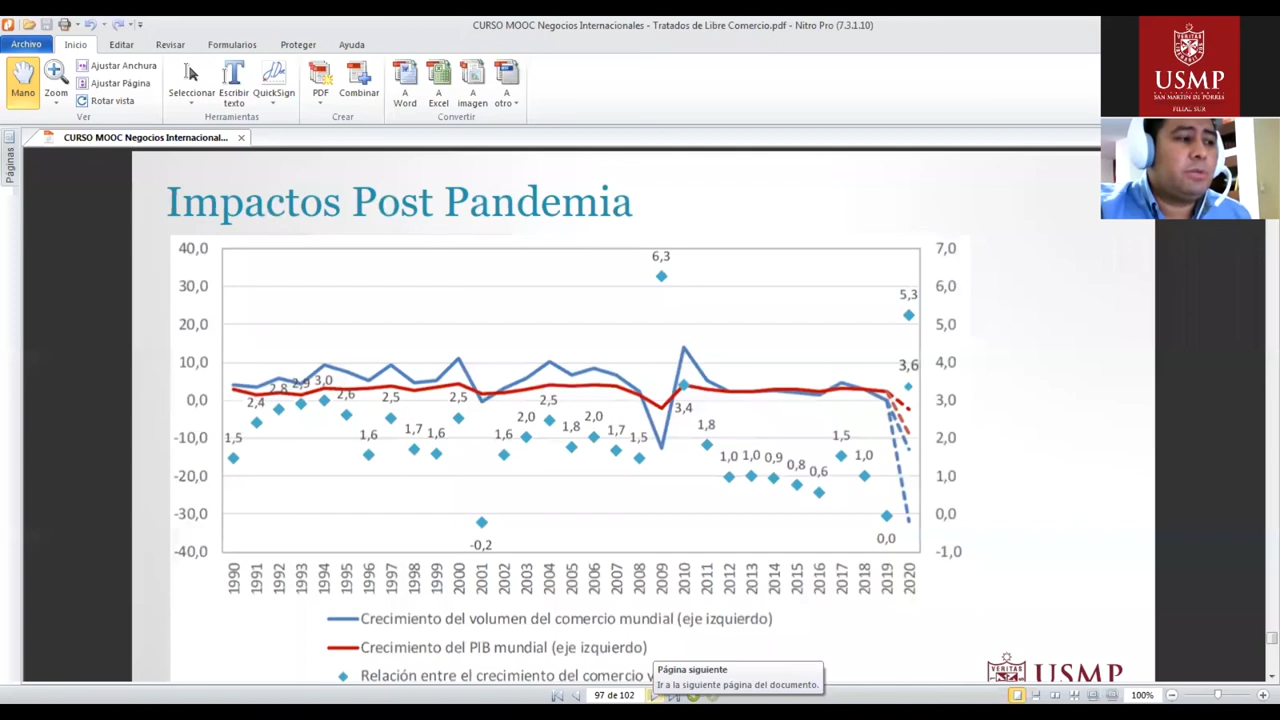 CURSO MOOC Negocios Internacionales - Tratados de Libre Comercio.pdf - Nitro Pro (7.3.1.10)
Archivo Inicio Editar Revisar Formularios Proteger Ayuda
Mano
Zoom
Ajustar Anchura
Ajustar Página
Rotar vista
Ver
Seleccionar
Escribir texto
QuickSign
Herramientas
PDF
Combinar
Crear
A Word
A Excel
A imagen
A otro
Convertir
VERITAS
USMP
SAN MARTIN DE PORRES
FILIAL SUR
CURSO MOOC Negocios Internacional...
Páginas
Impactos Post Pandemia
40,0
30,0
20,0
10,0
0,0
-10,0
-20,0
-30,0
-40,0
7,0
6,0
5,0
4,0
3,0
2,0
1,0
0,0
-1,0
1,5 2,4 2,8 2,9 3,0 2,6 1,6 2,5 1,7 1,6 2,5 -0,2 1,6 2,0 2,5 1,8 2,0 1,7 1,5 6,3 3,4 1,8 1,0 1,0 0,9 0,8 0,6 1,5 1,0 0,0 5,3 3,6
1990 1991 1992 1993 1994 1995 1996 1997 1998 1999 2000 2001 2002 2003 2004 2005 2006 2007 2008 2009 2010 2011 2012 2013 2014 2015 2016 2017 2018 2019 2020
Crecimiento del volumen del comercio mundial (eje izquierdo)
Crecimiento del PIB mundial (eje izquierdo)
Relación entre el crecimiento del comercio
Página siguiente
Ir a la siguiente página del documento.
USMP
97 de 102
100%